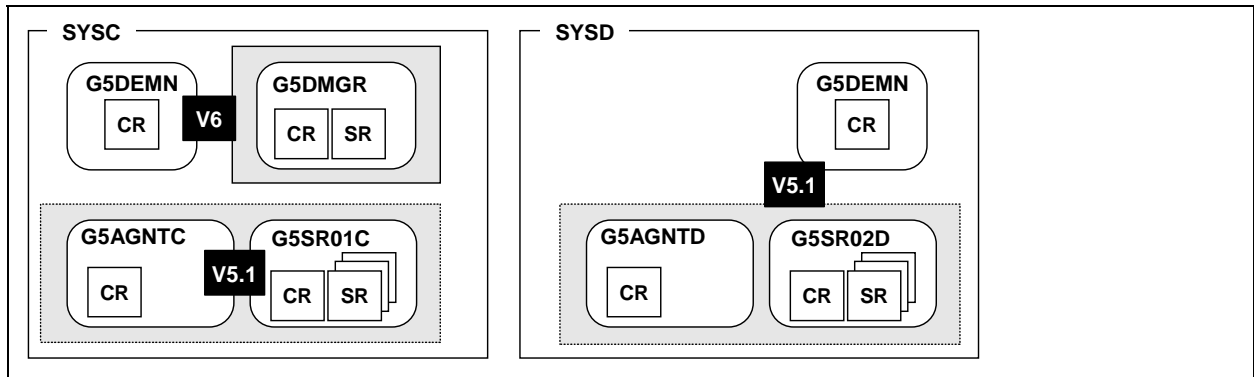 SYSC
G5DEMN
CR
V6
G5DMGR
CR SR
G5AGNTC
CR
V5.1
G5SR01C
CR SR
SYSD
G5DEMN
CR
V5.1
G5AGNTD
CR
G5SR02D
CR SR